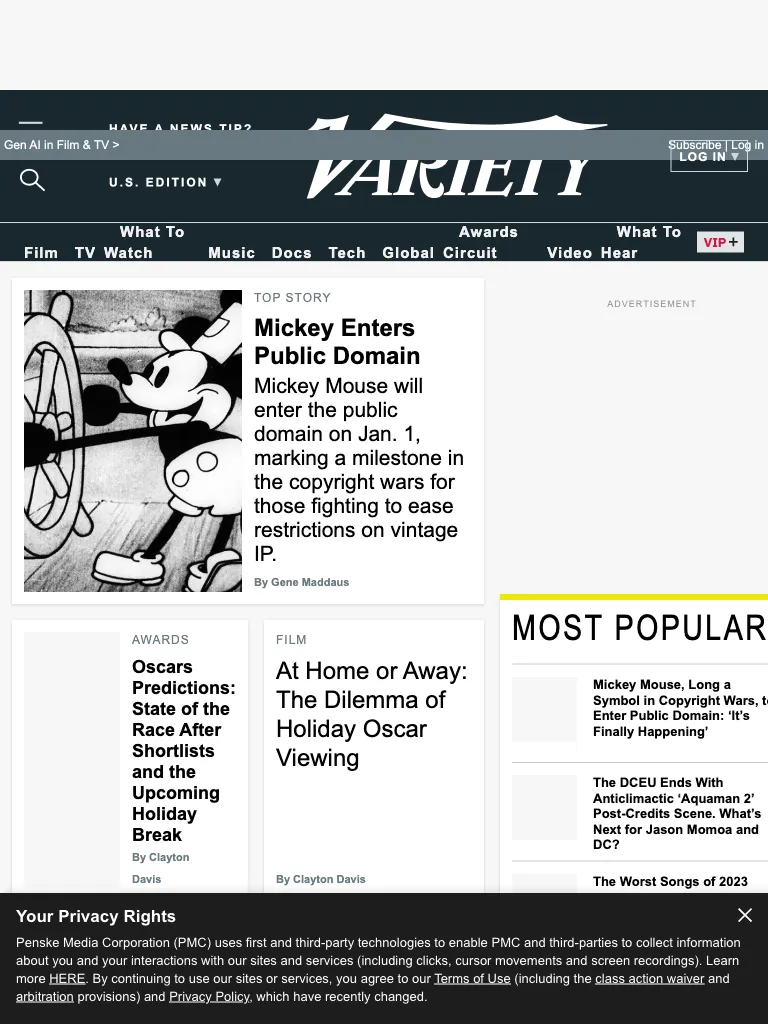 HAVE A NEWS TIP?
Gen AI in Film & TV >
Subscribe | Log in
VARIETY
LOG IN ▼
U.S. EDITION ▼
Film TV What To Watch Music Docs Tech Global Awards Circuit Video What To Hear VIP+
TOP STORY
Mickey Enters
Public Domain
Mickey Mouse will
enter the public
domain on Jan. 1,
marking a milestone in
the copyright wars for
those fighting to ease
restrictions on vintage
IP.
By Gene Maddaus
ADVERTISEMENT
AWARDS
Oscars
Predictions:
State of the
Race After
Shortlists
and the
Upcoming
Holiday
Break
By Clayton
Davis
FILM
At Home or Away:
The Dilemma of
Holiday Oscar
Viewing
By Clayton Davis
MOST POPULAR
Mickey Mouse, Long a
Symbol in Copyright Wars, t
Enter Public Domain: ‘It’s
Finally Happening’
The DCEU Ends With
Anticlimactic ‘Aquaman 2’
Post-Credits Scene. What’s
Next for Jason Momoa and
DC?
The Worst Songs of 2023
Your Privacy Rights
Penske Media Corporation (PMC) uses first and third-party technologies to enable PMC and third-parties to collect information
about you and your interactions with our sites and services (including clicks, cursor movements and screen recordings). Learn
more HERE. By continuing to use our sites or services, you agree to our Terms of Use (including the class action waiver and
arbitration provisions) and Privacy Policy, which have recently changed.